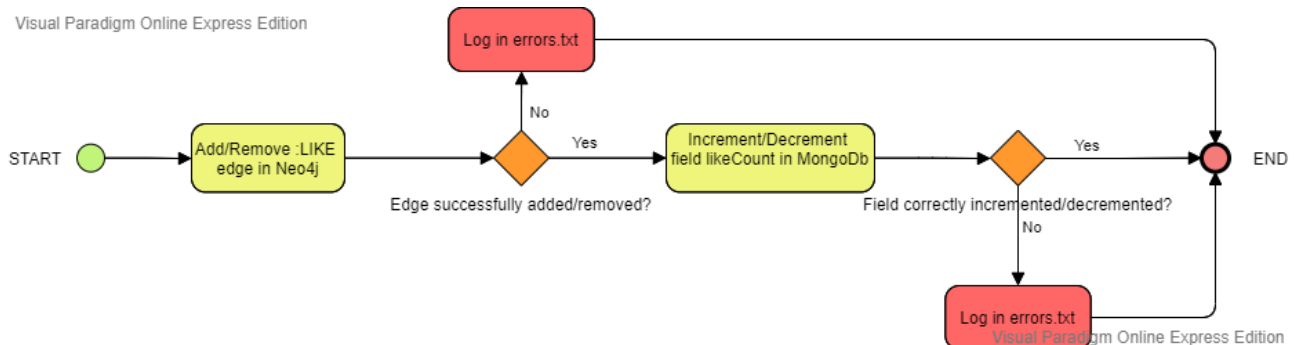 Visual Paradigm Online Express Edition
Log in errors.txt
No
START
Add/Remove :LIKE
edge in Neo4j
Yes
Increment/Decrement
field likeCount in MongoDb
Yes
END
Edge successfully added/removed?
Field correctly incremented/decremented?
No
Log in errors.txt
Visual Paradigm Online Express Edition